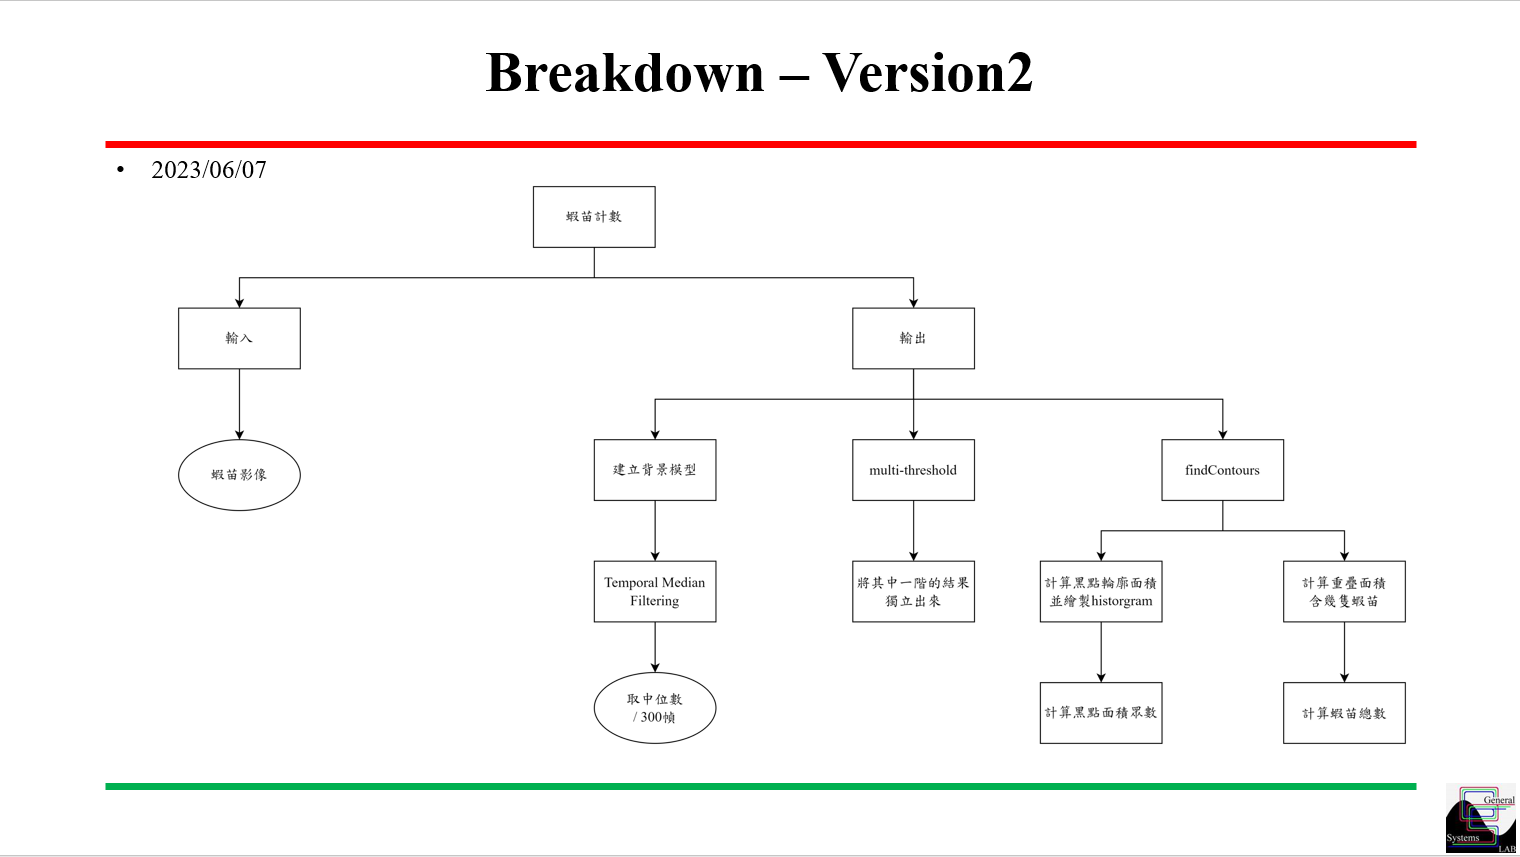 Breakdown – Version2
• 2023/06/07
蝦苗計數
輸入
輸出
蝦苗影像
建立背景模型
multi-threshold
findContours
Temporal Median
Filtering
將其中一階的結果
獨立出來
計算黑點輪廓面積
並繪製historgram
計算重疊面積
含幾隻蝦苗
取中位數
/ 300幀
計算黑點面積眾數
計算蝦苗總數
General
Systems
LAB